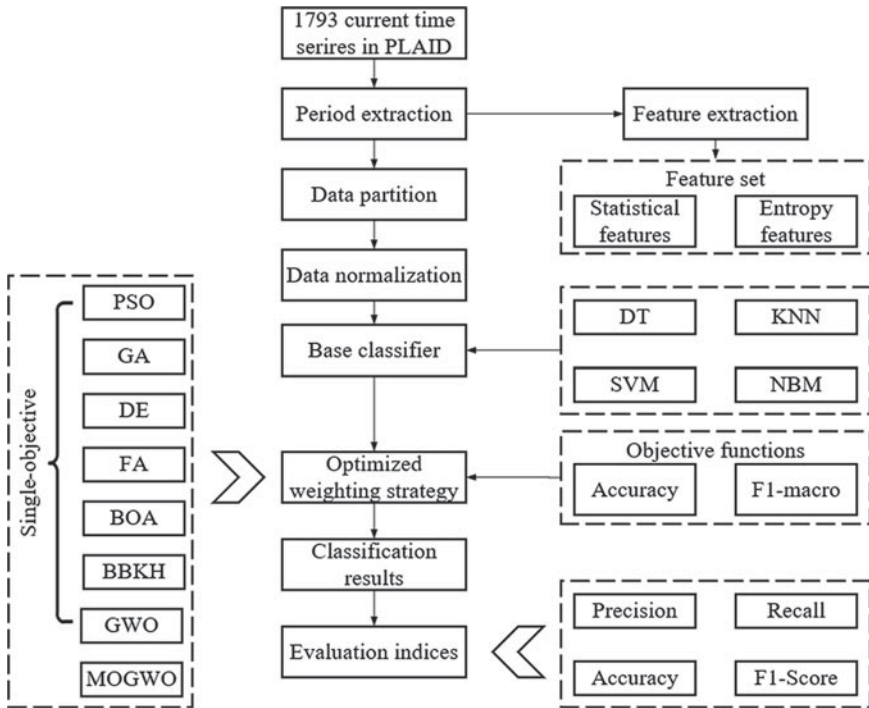 1793 current time
serires in PLAID
Period extraction
Feature extraction
Data partition
Feature set
Statistical
features
Entropy
features
Data normalization
Base classifier
DT
KNN
SVM
NBM
Single-objective
PSO
GA
DE
FA
BOA
BBKH
GWO
MOGWO
Optimized
weighting strategy
Objective functions
Accuracy
F1-macro
Classification
results
Evaluation indices
Precision
Recall
Accuracy
F1-Score